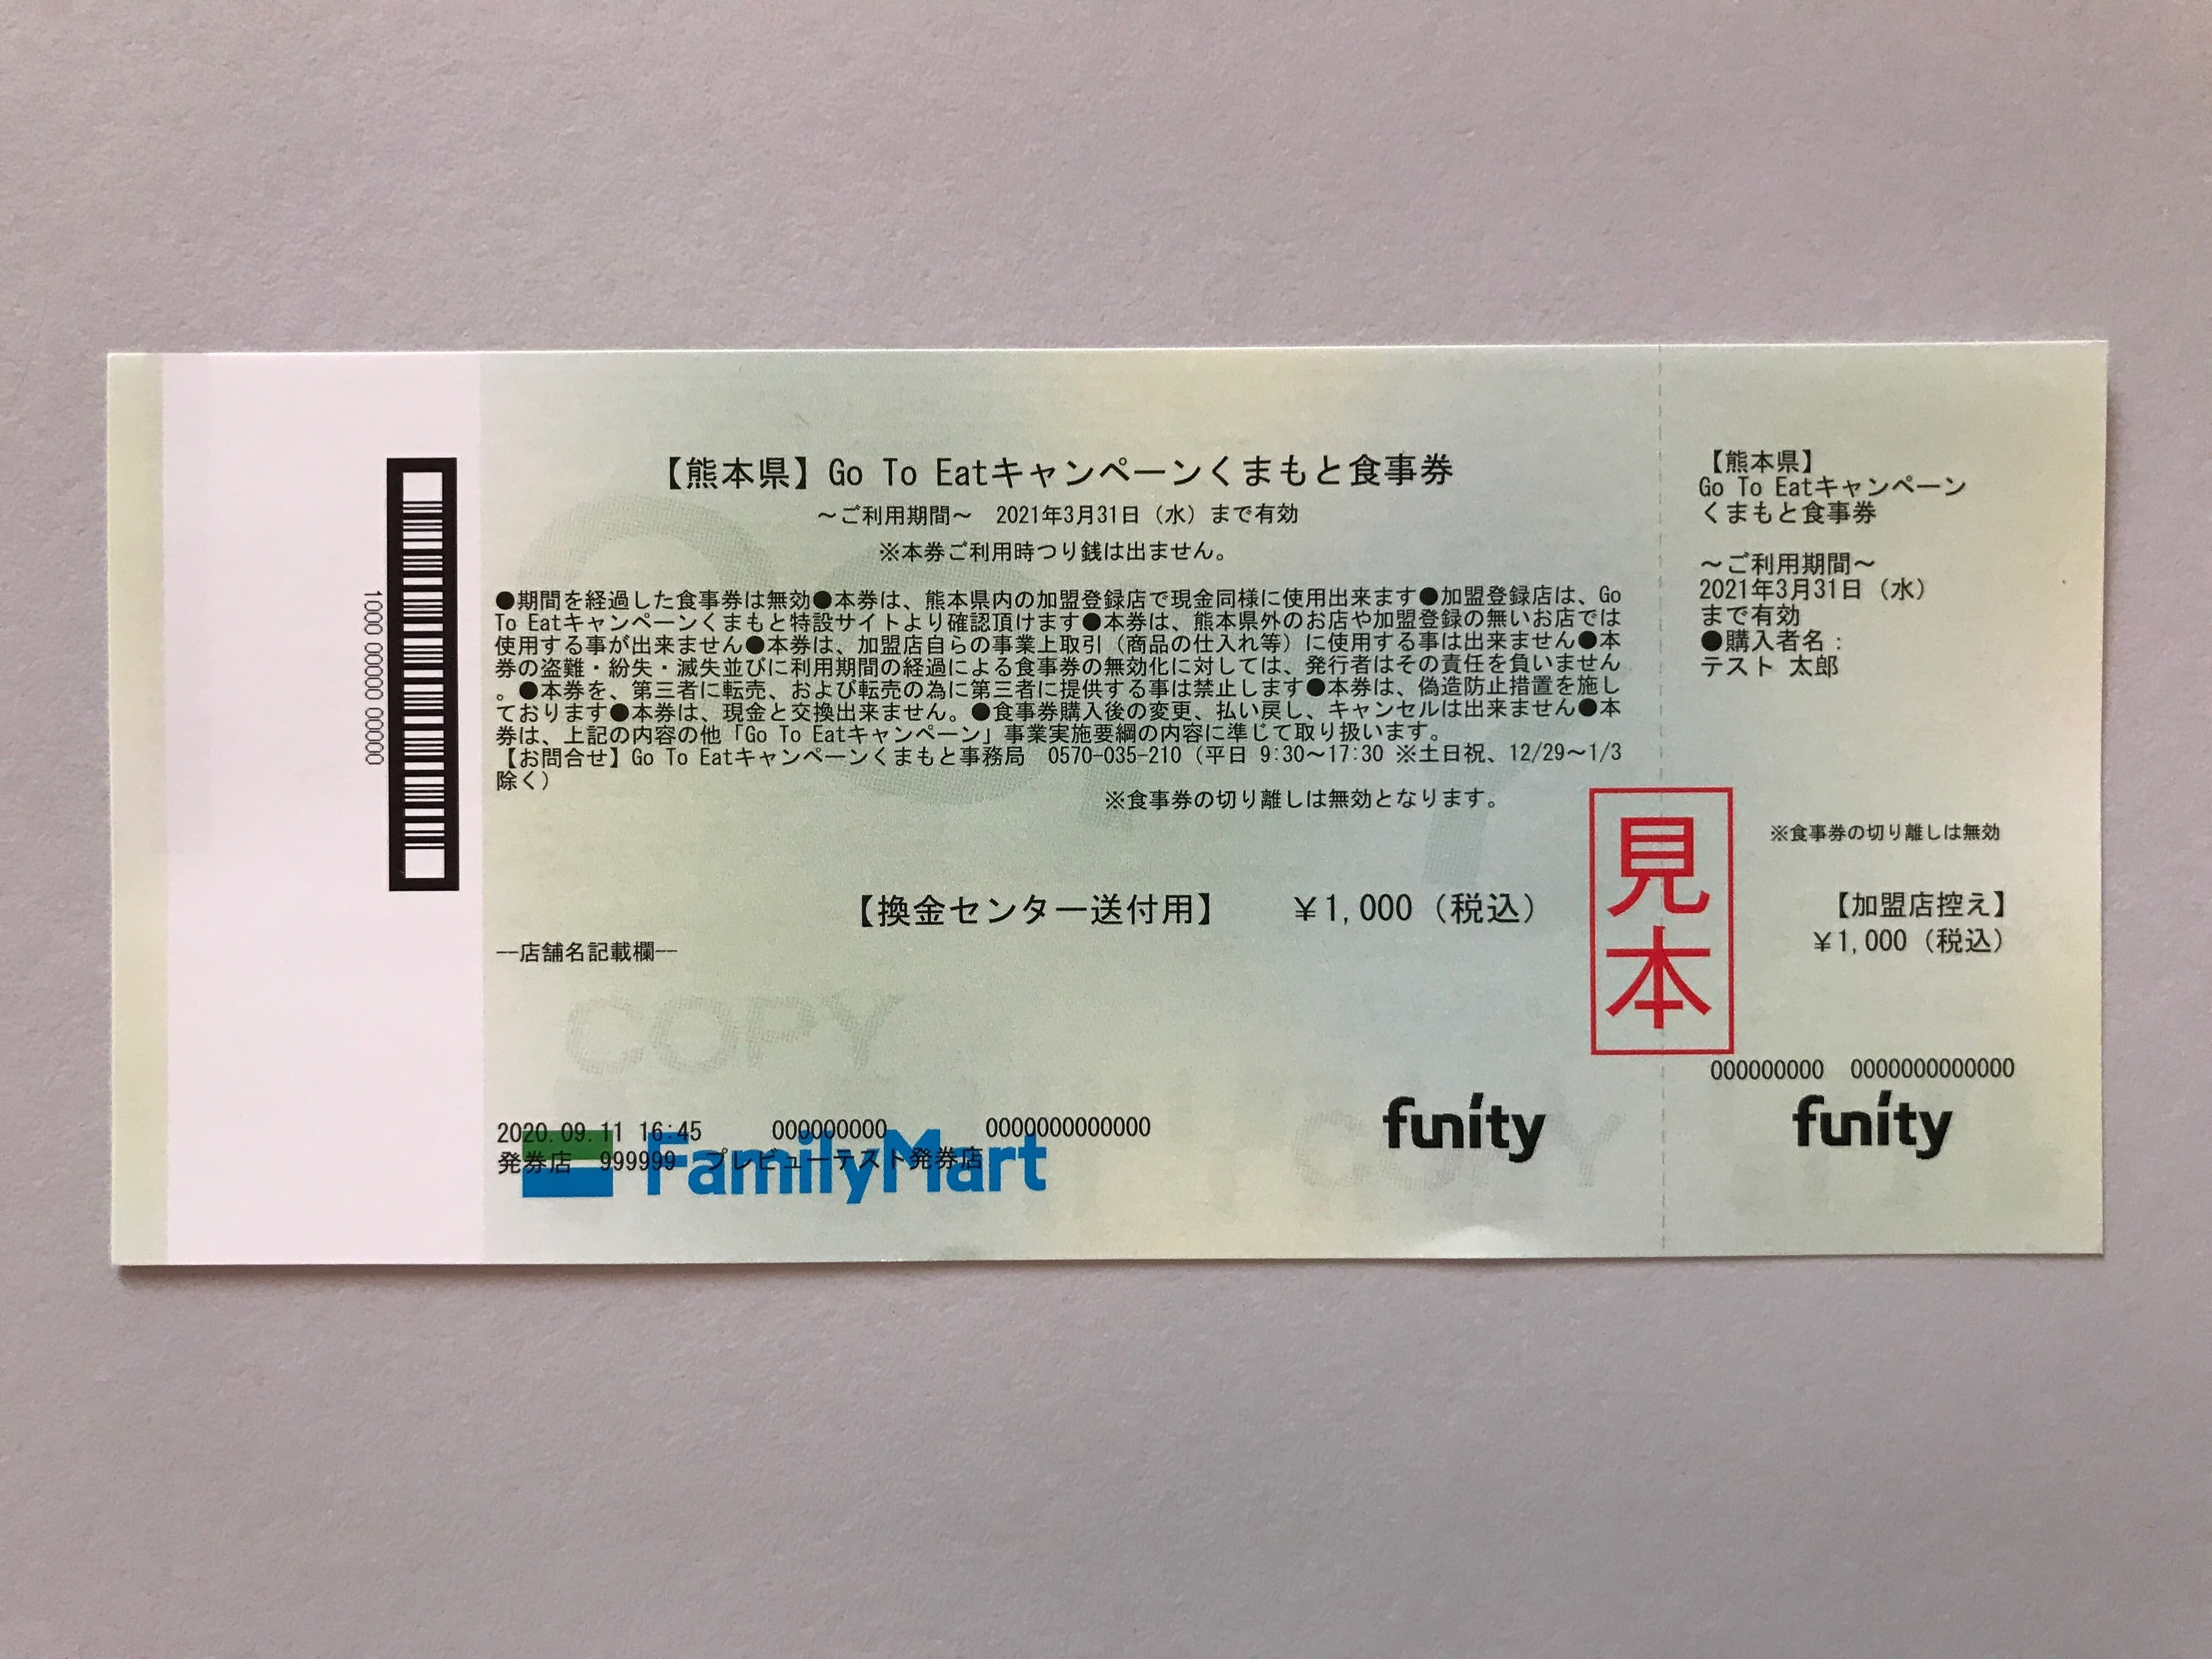 【熊本県】Go To Eatキャンペーンくまもと食事券
～ご利用期間～　2021年3月31日（水）まで有効
※本券ご利用時つり銭は出ません。
●期間を経過した食事券は無効●本券は、熊本県内の加盟登録店で現金同様に使用出来ます●加盟登録店は、Go
To Eatキャンペーンくまもと特設サイトより確認頂けます●本券は、熊本県外のお店や加盟登録の無いお店では
使用する事が出来ません●本券は、加盟店自らの事業上取引（商品の仕入れ等）に使用する事は出来ません●本
券の盗難・紛失・滅失並びに利用期間の経過による食事券の無効化に対しては、発行者はその責任を負いません
。●本券を、第三者に転売、および転売の為に第三者に提供する事は禁止します●本券は、偽造防止措置を施し
ております●本券は、現金と交換出来ません。●食事券購入後の変更、払い戻し、キャンセルは出来ません●本
券は、上記の内容の他「Go To Eatキャンペーン」事業実施要綱の内容に準じて取り扱います。
【お問合せ】Go To Eatキャンペーンくまもと事務局　0570-035-210（平日 9:30～17:30 ※土日祝、12/29～1/3
除く）
※食事券の切り離しは無効となります。
【換金センター送付用】　￥1,000（税込）
―店舗名記載欄―
COPY
2020.09.11 16:45　000000000　0000000000000
発券店　999999　プレビューテスト発券店
FamilyMart
funity
COPY
1000 00000 00000
見本
【熊本県】
Go To Eatキャンペーン
くまもと食事券
～ご利用期間～
2021年3月31日（水）
まで有効
●購入者名：
テスト 太郎
※食事券の切り離しは無効
【加盟店控え】
￥1,000（税込）
000000000　0000000000000
funity